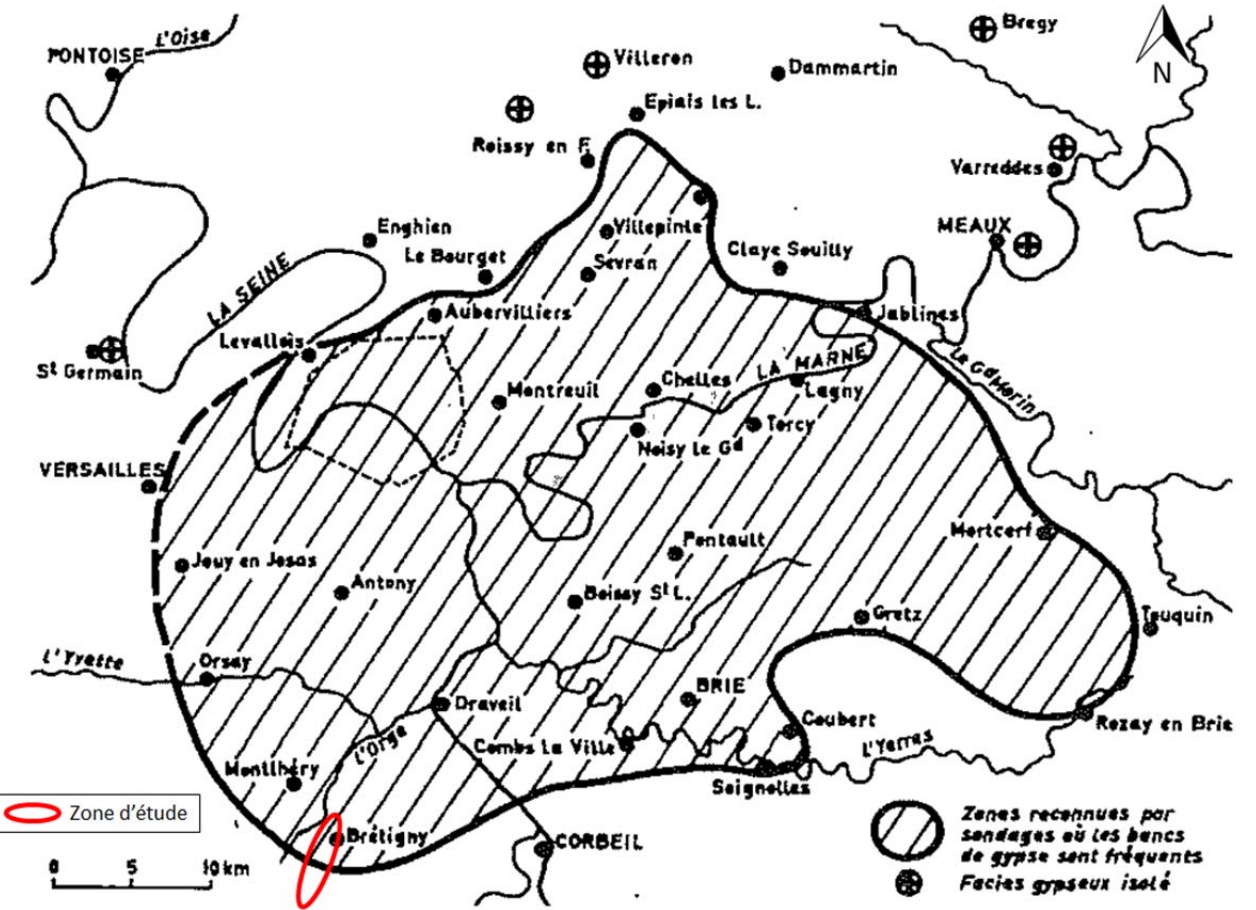 L'Oise
PONTOISE
Bregy
Villeron
Dammartin
N
Epiais les L.
Roissy en F.
Varreddes
Enghien
Villepinte
MEAUX
Le Bourget
Sevran
Claye Souilly
LA SEINE
Aubervilliers
Jablines
Levallois
St Germain
LA MARNE
Le Gd Morin
Chelles
Lagny
Montreuil
Torcy
Noisy le Gd
VERSAILLES
Mortcerf
Pontault
Jouy en Josas
Antony
Boissy St L.
Gretz
Touquin
L'Yvette
Orsay
BRIE
Draveil
Coubert
Rozay en Brie
L'Orge
Combs La Ville
L'Yerres
Montlhéry
Soignolles
Zone d'étude
Brétigny
CORBEIL
0 5 10 km
Zones reconnues par
sondages où les bancs
de gypse sont fréquents
Facies gypseux isolé